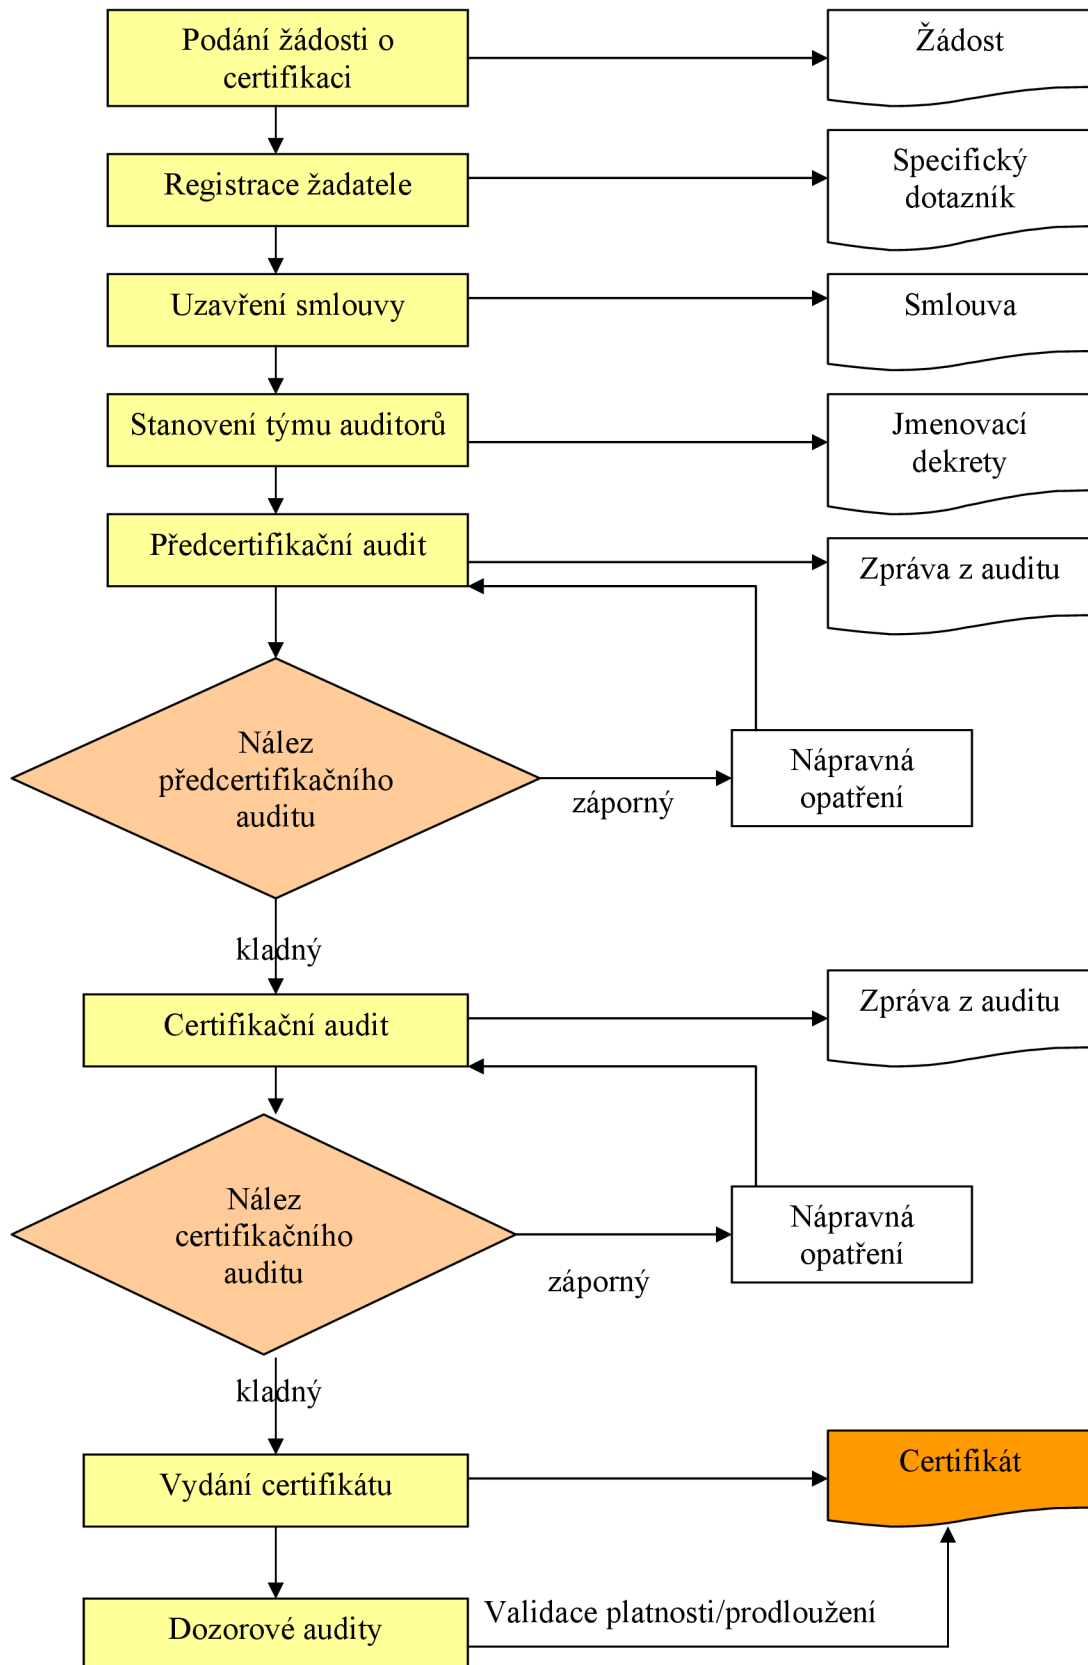 Podání žádosti o
certifikaci
Žádost
Registrace žadatele
Specifický
dotazník
Uzavření smlouvy
Smlouva
Stanovení týmu auditorů
Jmenovací
dekrety
Předcertifikační audit
Zpráva z auditu
Nález
předcertifikačního
auditu
záporný
Nápravná
opatření
kladný
Certifikační audit
Zpráva z auditu
Nález
certifikačního
auditu
záporný
Nápravná
opatření
kladný
Vydání certifikátu
Certifikát
Dozorové audity
Validace platnosti/prodloužení